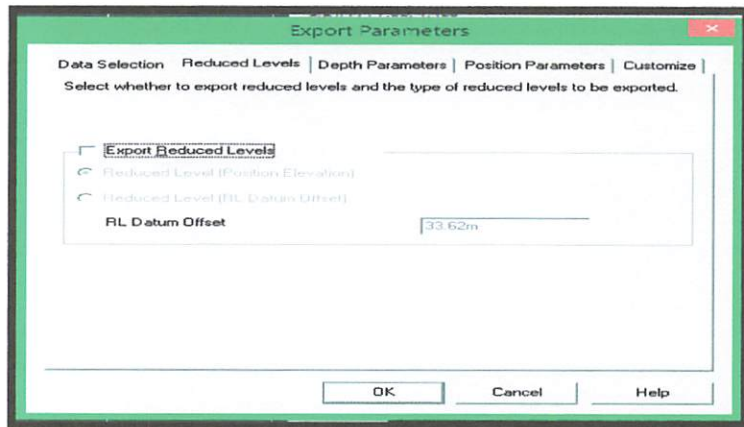 Export Parameters
Data Selection Reduced Levels Depth Parameters Position Parameters Customize
Select whether to export reduced levels and the type of reduced levels to be exported.
Export Reduced Levels
Reduced Level (Position Elevation)
Reduced Level (RL Datum Offset)
RL Datum Offset 33.62m
OK Cancel Help